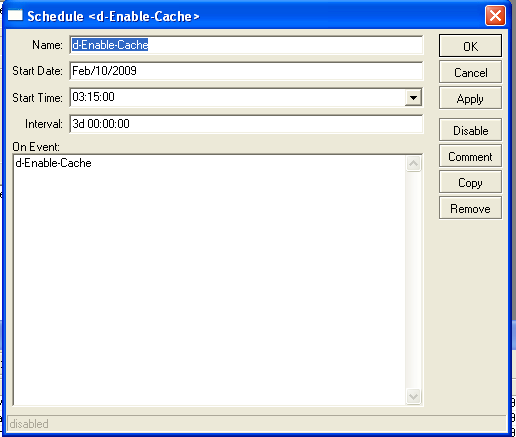 Schedule <d-Enable-Cache>
Name: d-Enable-Cache
OK
Start Date: Feb/10/2009
Cancel
Start Time: 03:15:00
Apply
Interval: 3d 00:00:00
Disable
On Event:
Comment
d-Enable-Cache
Copy
Remove
disabled